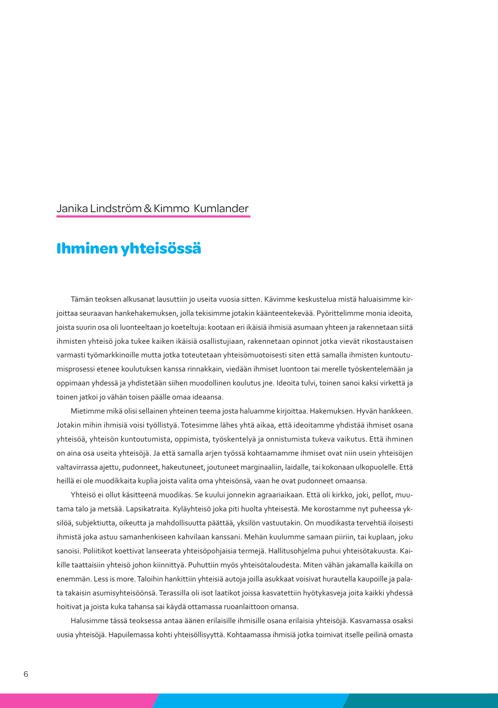 Janika Lindström & Kimmo Kumlander
Ihminen yhteisössä
Tämän teoksen alkusanat lausuttiin jo useita vuosia sitten. Kävimme keskustelua mistä haluaisimme kir-
joittaa seuraavan hankehakemuksen, jolla tekisimme jotakin käänteentekevää. Pyörittelimme monia ideoita,
joista suurin osa oli luonteeltaan jo koeteltuja: kootaan eri ikäisiä ihmisiä asumaan yhteen ja rakennetaan siitä
ihmisten yhteisö joka tukee kaiken ikäisiä osallistujiaan, rakennetaan opinnot jotka vievät rikostaustaisen
varmasti työmarkkinoille mutta jotka toteutetaan yhteisömuotoisesti siten että samalla ihmisten kuntoutu-
misprosessi etenee koulutuksen kanssa rinnakkain, viedään ihmiset luontoon tai merelle työskentelemään ja
oppimaan yhdessä ja yhdistetään siihen muodollinen koulutus jne. Ideoita tulvi, toinen sanoi kaksi virkettä ja
toinen jatkoi jo vähän toisen päälle omaa ideaansa.
Mietimme mikä olisi sellainen yhteinen teema josta haluamme kirjoittaa. Hakemuksen. Hyvän hankkeen.
Jotakin mihin ihmisiä voisi työllistyä. Totesimme lähes yhtä aikaa, että ideoitamme yhdistää ihmiset osana
yhteisöä, yhteisön kuntoutumista, oppimista, työskentelyä ja onnistumista tukeva vaikutus. Että ihminen
on aina osa useita yhteisöjä. Ja että samalla arjen työssä kohtaamamme ihmiset ovat niin usein yhteisöjen
valtavirrassa ajettu, pudonneet, hakeutuneet, joutuneet marginaaliin, laidalle, tai kokonaan ulkopuolelle. Että
heillä ei ole muodikkaita kuplia joista valita oma yhteisönsä, vaan he ovat pudonneet omaansa.
Yhteisö ei ollut käsitteenä muodikas. Se kuului jonnekin agraariaikaan. Että oli kirkko, joki, pellot, muu-
tama talo ja metsää. Lapsikatraita. Kyläyhteisö joka piti huolta yhteisestä. Me korostamme nyt puheessa yk-
silöä, subjektiutta, oikeutta ja mahdollisuutta päättää, yksilön vastuutakin. On muodikasta tervehtiä iloisesti
ihmistä joka astuu samanhenkiseen kahvilaan kanssani. Mehän kuulumme samaan piiriin, tai kuplaan, joku
sanoisi. Poliitikot koettivat lanseerata yhteisöpohjaisia termejä. Hallitusohjelma puhui yhteisötakuusta. Kai-
kille taattaisiin yhteisö johon kiinnittyä. Puhuttiin myös yhteisötaloudesta. Miten vähän jakamalla kaikilla on
enemmän. Less is more. Taloihin hankittiin yhteisiä autoja joilla asukkaat voisivat hurautella kaupoille ja pala-
ta takaisin asumisyhteisöönsä. Terassilla oli isot laatikot joissa kasvatettiin hyötykasveja joita kaikki yhdessä
hoitivat ja joista kuka tahansa sai käydä ottamassa ruoanlaittoon omansa.
Halusimme tässä teoksessa antaa äänen erilaisille ihmisille osana erilaisia yhteisöjä. Kasvamassa osaksi
uusia yhteisöjä. Hapuilemassa kohti yhteisöllisyyttä. Kohtaamassa ihmisiä jotka toimivat itselle peilinä omasta
6